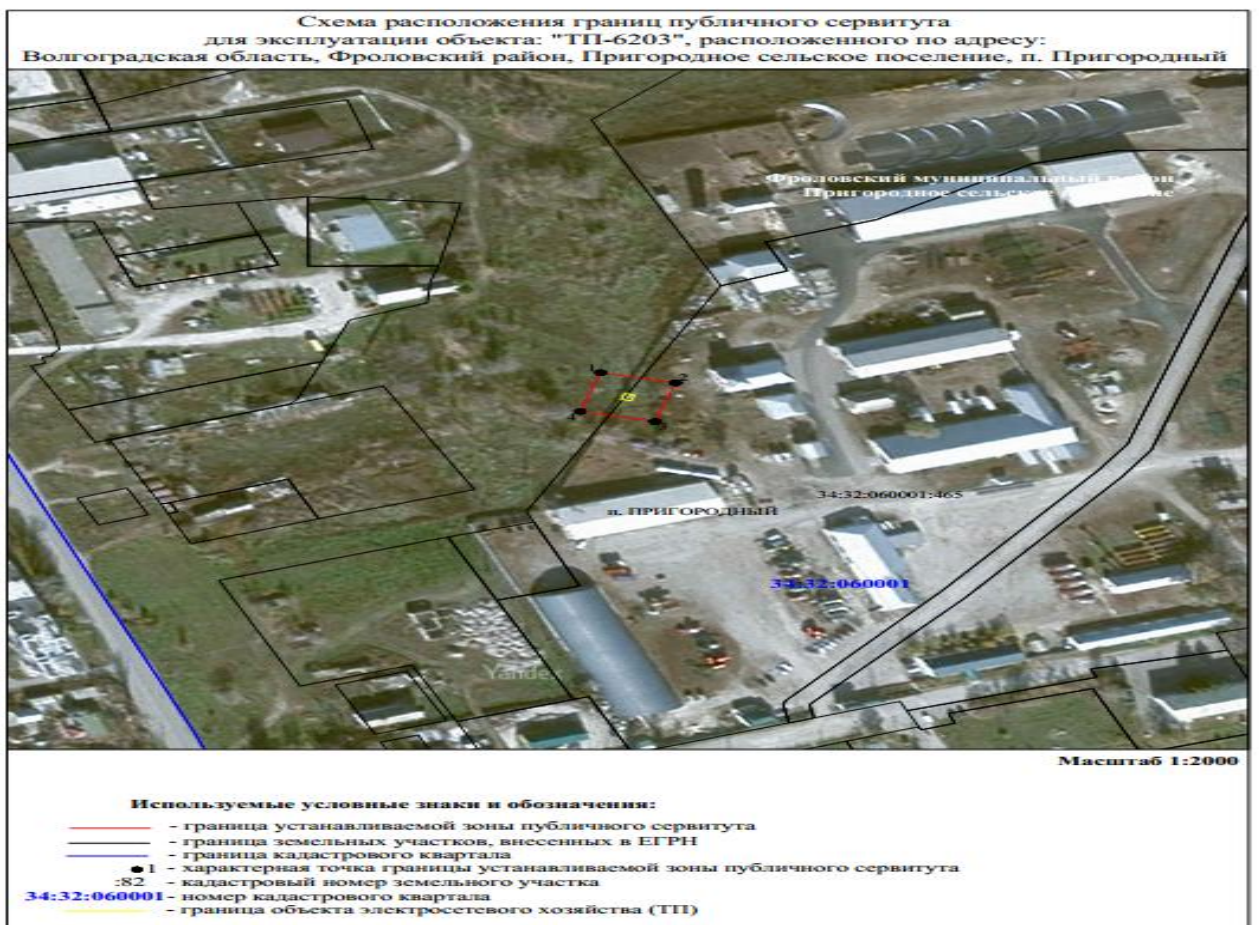 Схема расположения границ публичного сервитута
для эксплуатации объекта: "ТП-6203", расположенного по адресу:
Волгоградская область, Фроловский район, Пригородное сельское поселение, п. Пригородный
Фроловский муниципальный район
Пригородное сельское
1
2
4
3
34:32:060001:465
п. ПРИГОРОДНЫЙ
34:32:060001
Yandex
Масштаб 1:2000
Используемые условные знаки и обозначения:
- граница устанавливаемой зоны публичного сервитута
- граница земельных участков, внесенных в ЕГРН
- граница кадастрового квартала
1 - характерная точка границы устанавливаемой зоны публичного сервитута
:82 - кадастровый номер земельного участка
34:32:060001 - номер кадастрового квартала
- граница объекта электросетевого хозяйства (ТП)